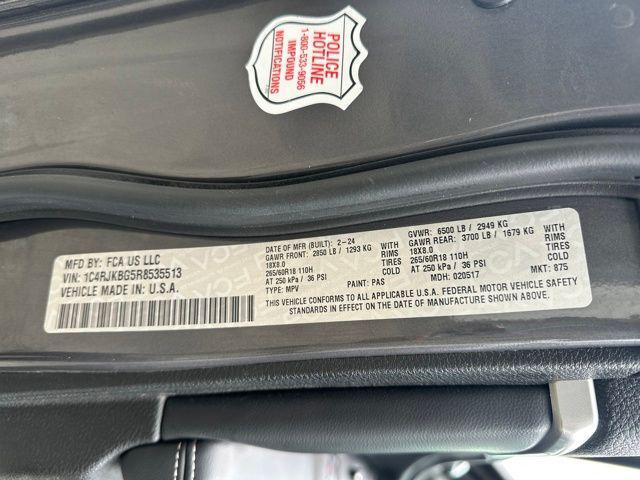 POLICE
HOTLINE
1-800-533-9056
IMPOUND
NOTIFICATIONS
MFD BY: FCA US LLC
VIN: 1C4RJKBG5R8535513
VEHICLE MADE IN: U.S.A.
DATE OF MFR (BUILT): 2-24 GVWR: 6500 LB / 2949 KG
GAWR FRONT: 2850 LB / 1293 KG WITH GAWR REAR: 3700 LB / 1679 KG WITH
18X8.0 TIRES 18X8.0 RIMS
265/60R18 110H RIMS 265/60R18 110H TIRES
AT 250 kPa / 36 PSI COLD AT 250 kPa / 36 PSI COLD
TYPE: MPV PAINT: PAS MDH: 020517 MKT: 875
THIS VEHICLE CONFORMS TO ALL APPLICABLE U.S.A. FEDERAL MOTOR VEHICLE SAFETY
STANDARDS IN EFFECT ON THE DATE OF MANUFACTURE SHOWN ABOVE.